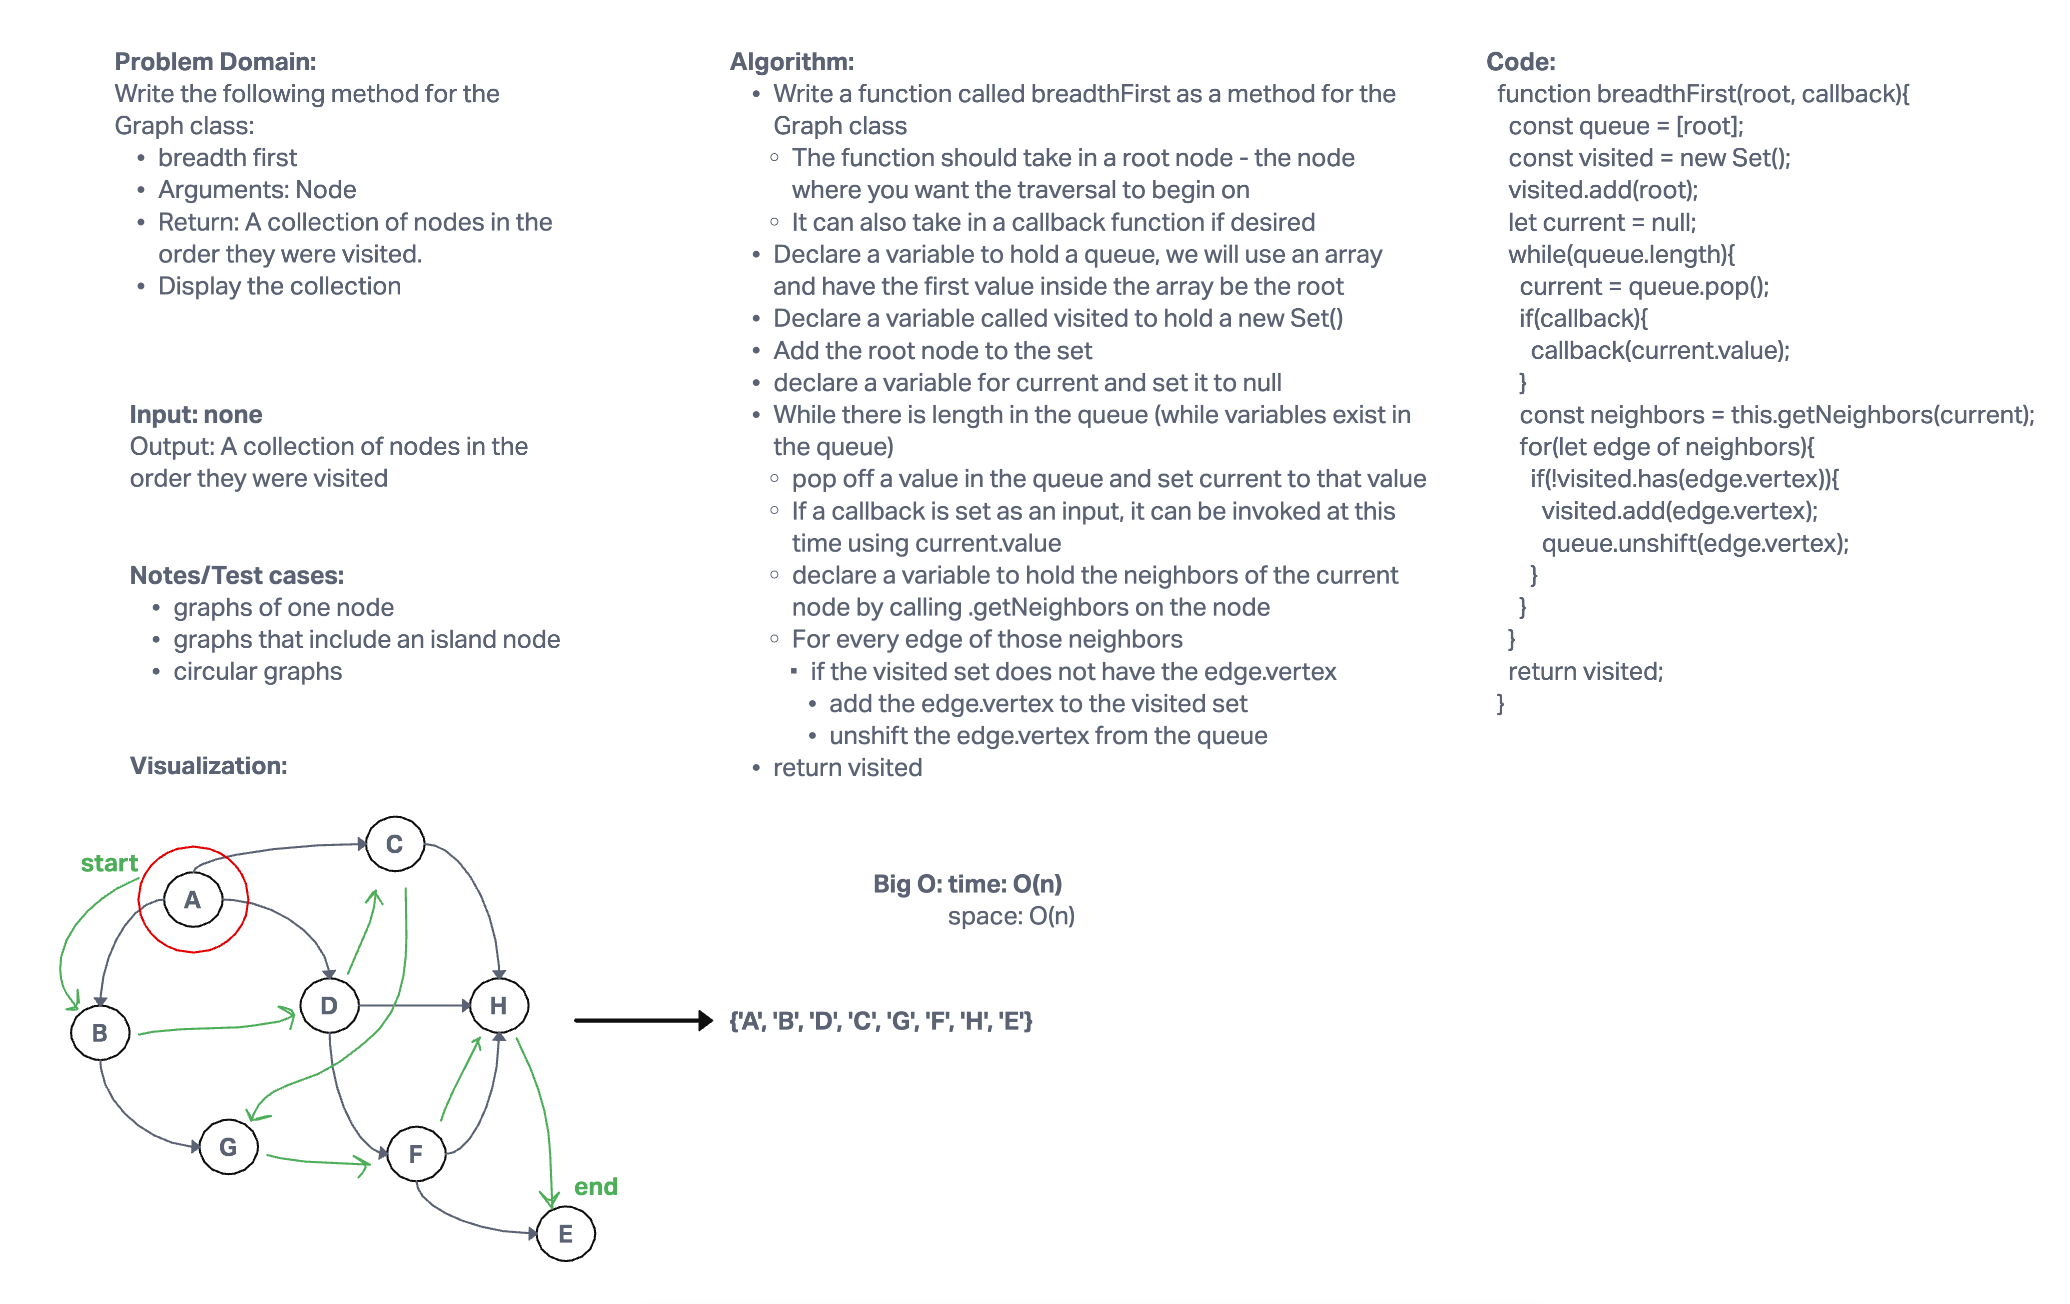 Problem Domain:
Write the following method for the
Graph class:
• breadth first
• Arguments: Node
• Return: A collection of nodes in the
order they were visited.
• Display the collection
Input: none
Output: A collection of nodes in the
order they were visited
Notes/Test cases:
• graphs of one node
• graphs that include an island node
• circular graphs
Visualization:
Algorithm:
• Write a function called breadthFirst as a method for the
Graph class
◦ The function should take in a root node - the node
where you want the traversal to begin on
◦ It can also take in a callback function if desired
• Declare a variable to hold a queue, we will use an array
and have the first value inside the array be the root
• Declare a variable called visited to hold a new Set()
• Add the root node to the set
• declare a variable for current and set it to null
• While there is length in the queue (while variables exist in
the queue)
◦ pop off a value in the queue and set current to that value
◦ If a callback is set as an input, it can be invoked at this
time using current.value
◦ declare a variable to hold the neighbors of the current
node by calling .getNeighbors on the node
◦ For every edge of those neighbors
▪ if the visited set does not have the edge.vertex
• add the edge.vertex to the visited set
• unshift the edge.vertex from the queue
• return visited
Code:
function breadthFirst(root, callback){
const queue = [root];
const visited = new Set();
visited.add(root);
let current = null;
while(queue.length){
current = queue.pop();
if(callback){
callback(current.value);
}
const neighbors = this.getNeighbors(current);
for(let edge of neighbors){
if(!visited.has(edge.vertex)){
visited.add(edge.vertex);
queue.unshift(edge.vertex);
}
}
}
return visited;
}
start
C
A
B
D
H
G
F
end
E
Big O: time: O(n)
space: O(n)
{'A', 'B', 'D', 'C', 'G', 'F', 'H', 'E'}